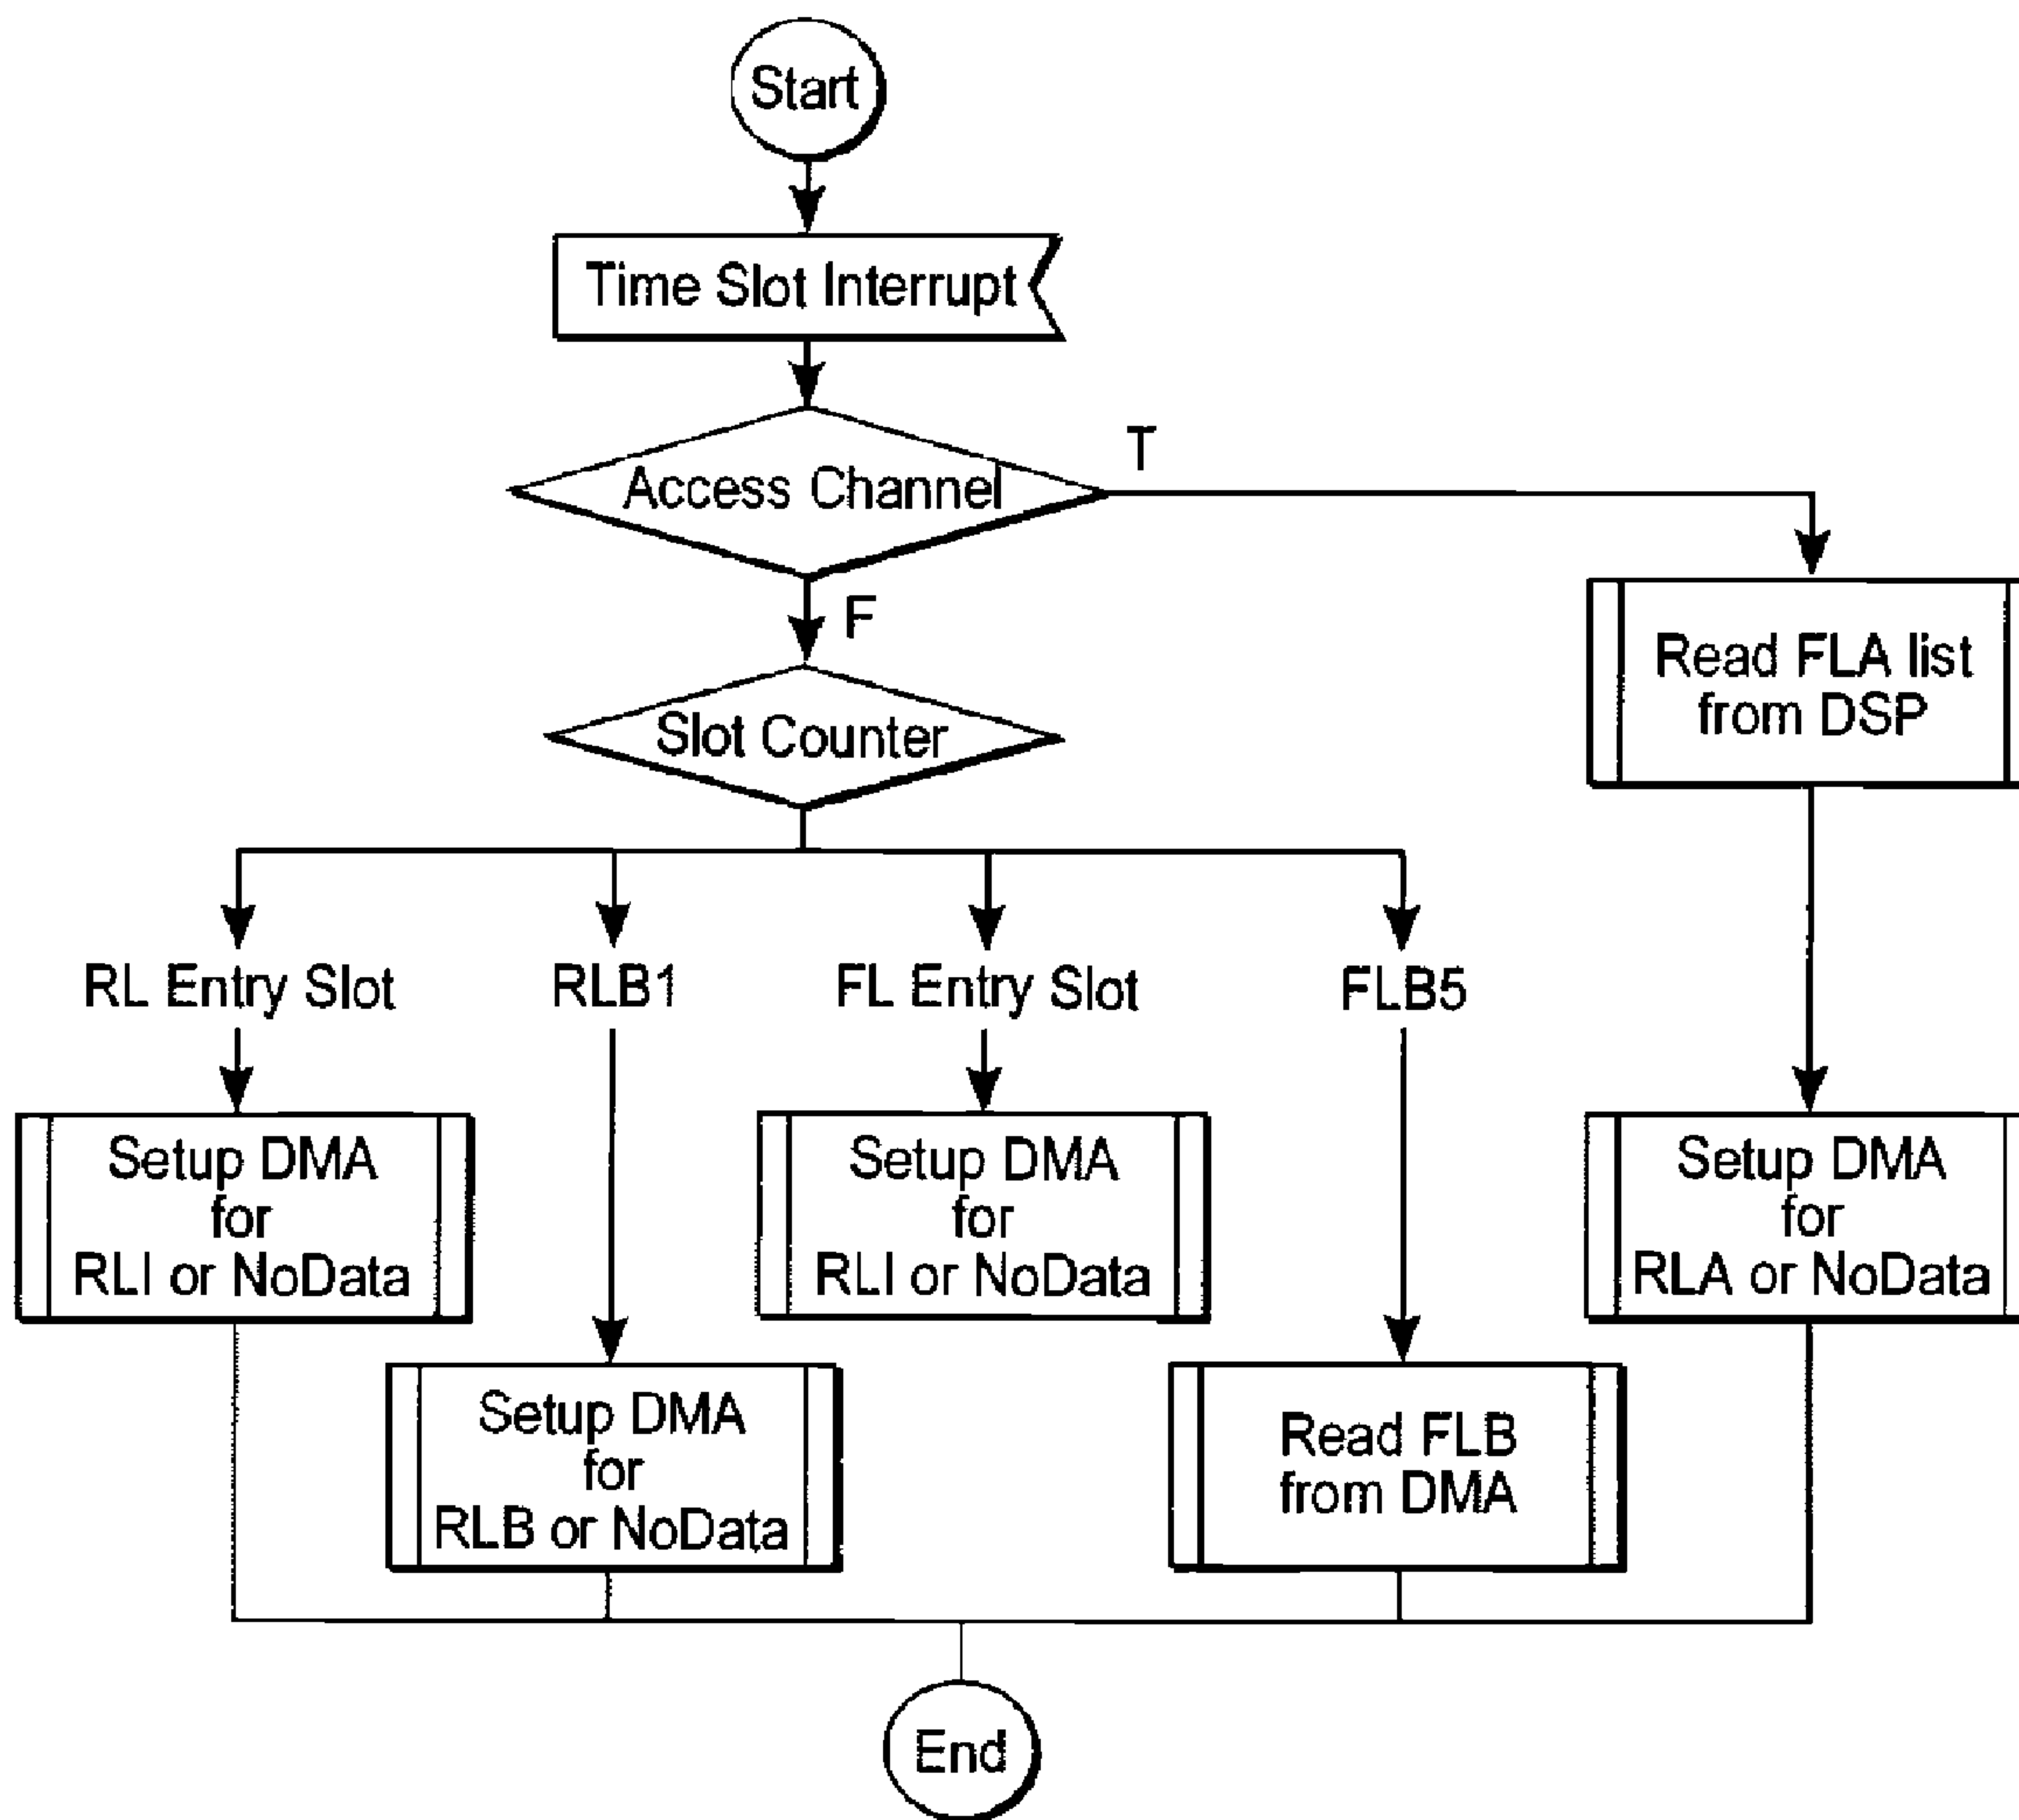 Start
Time Slot Interrupt
Access Channel
T
F
Read FLA list
from DSP
Slot Counter
RL Entry Slot
RLB1
FL Entry Slot
FLB5
Setup DMA
for
RLI or NoData
Setup DMA
for
RLI or NoData
Setup DMA
for
RLA or NoData
Setup DMA
for
RLB or NoData
Read FLB
from DMA
End